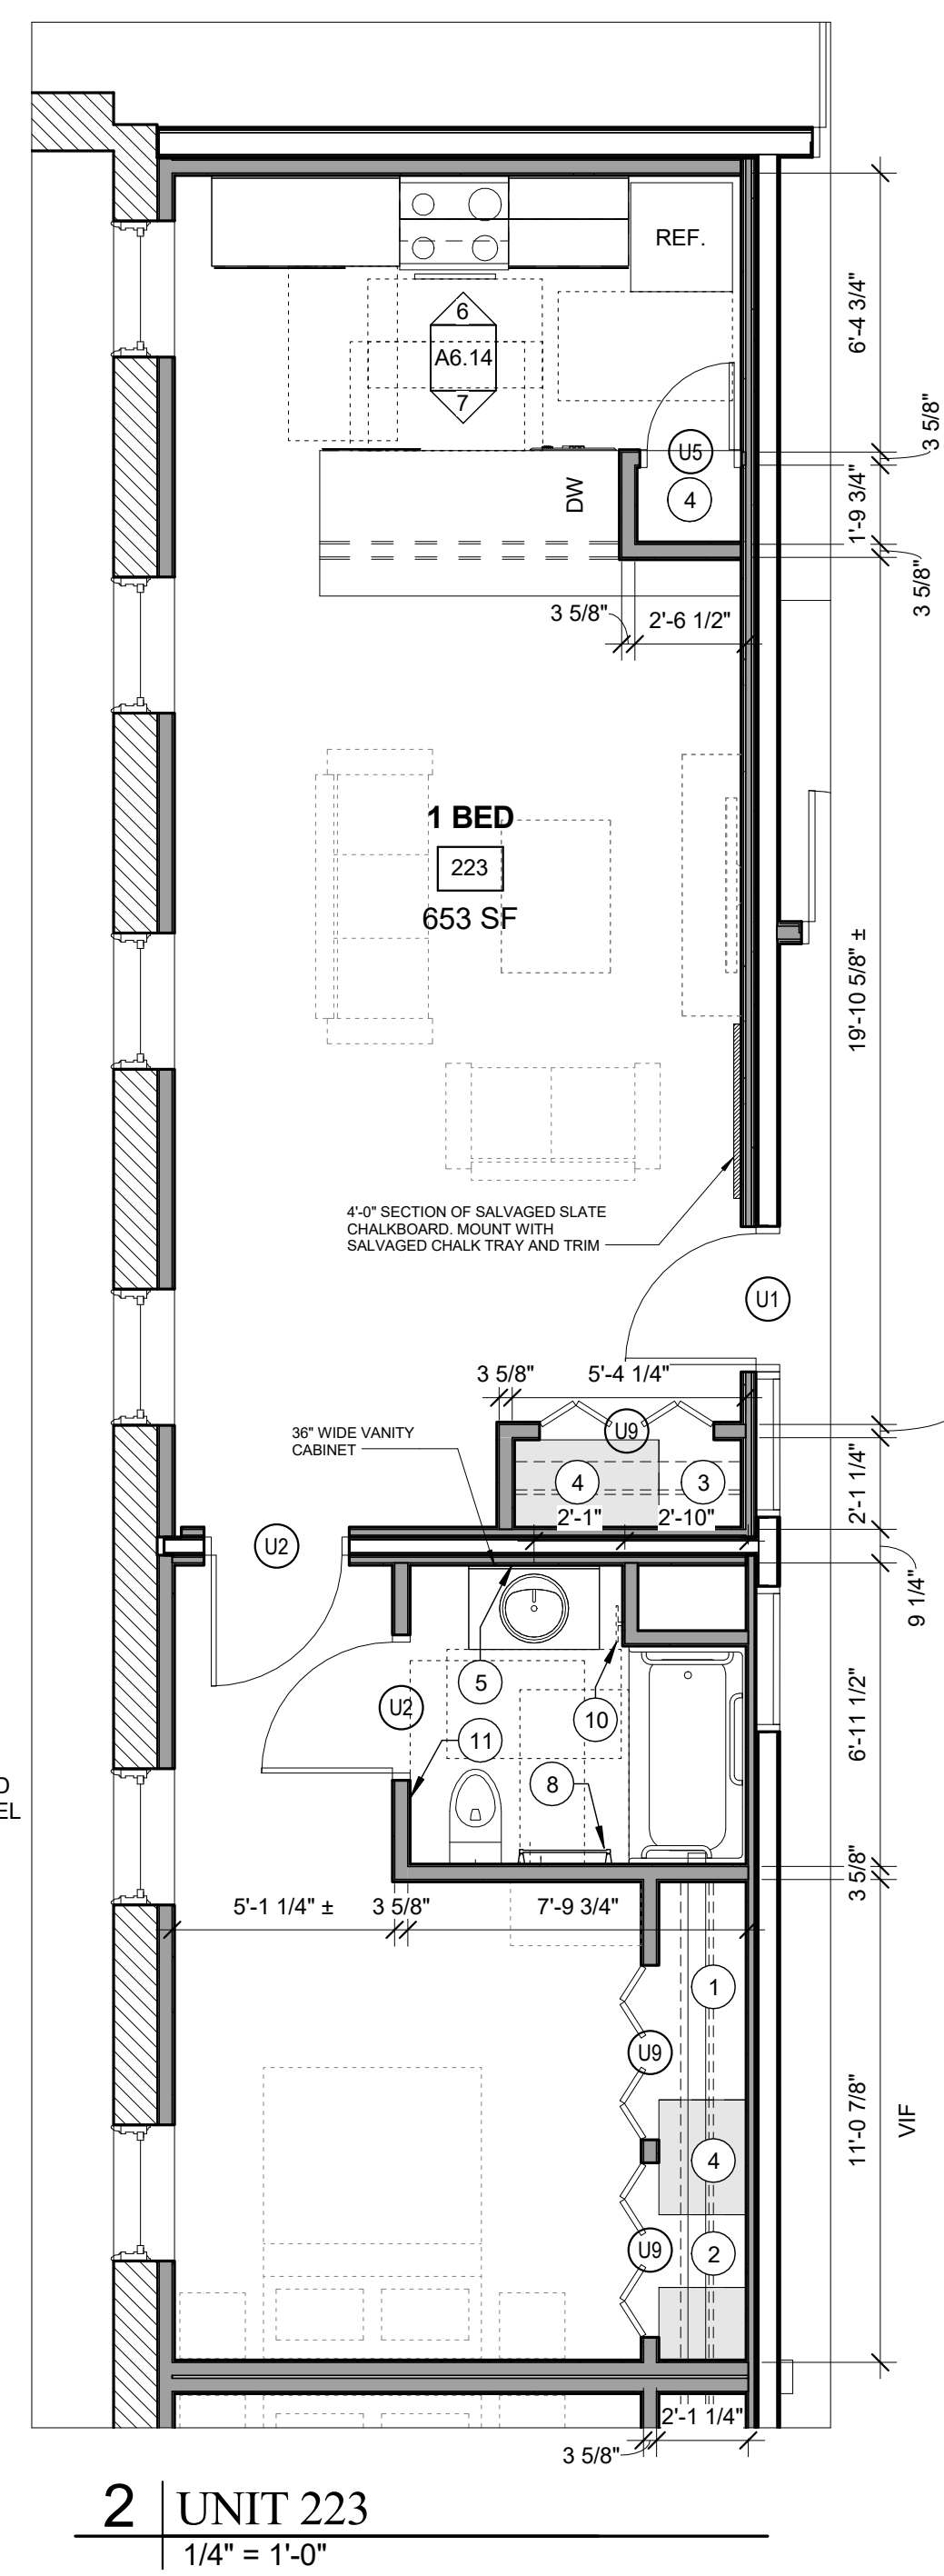 REF.
6'-4 3/4"
6
A6.14
7
3 5/8"
U5
4
DW
1'-9 3/4"
3 5/8"
3 5/8"
2'-6 1/2"
1 BED
223
653 SF
19'-10 5/8" ±
4'-0" SECTION OF SALVAGED SLATE
CHALKBOARD. MOUNT WITH
SALVAGED CHALK TRAY AND TRIM
U1
3 5/8"
5'-4 1/4"
36" WIDE VANITY
CABINET
U9
4
3
2'-1"
2'-10"
2'-1 1/4"
U2
9 1/4"
5
U2
10
11
8
6'-11 1/2"
D
EL
3 5/8"
5'-1 1/4" ±
3 5/8"
7'-9 3/4"
1
U9
4
11'-0 7/8"
VIF
U9
2
2'-1 1/4"
3 5/8"
2
UNIT 223
1/4" = 1'-0"